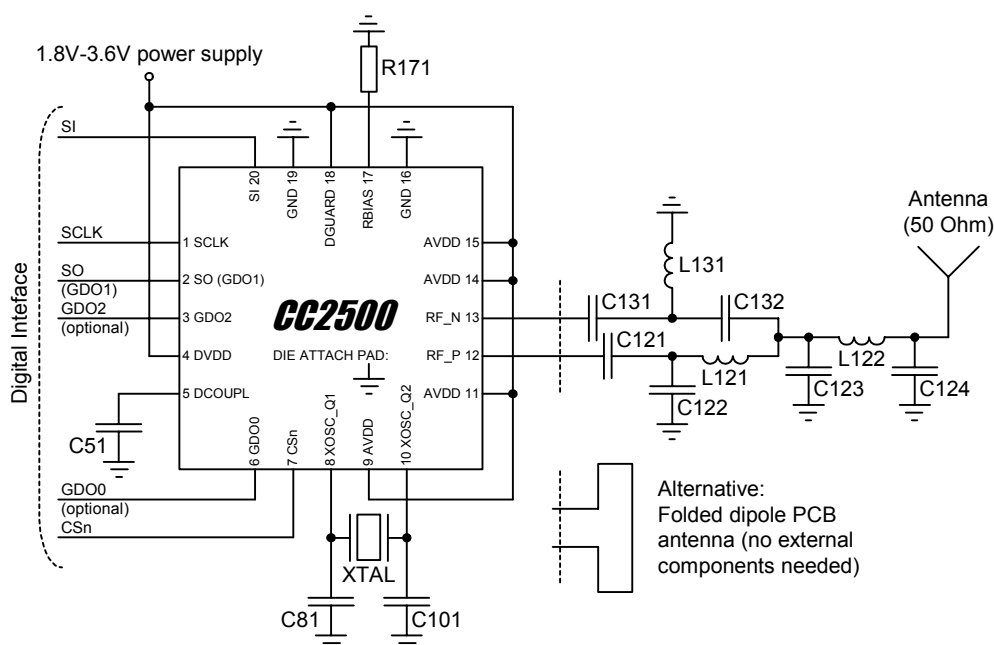 1.8V-3.6V power supply
R171
Antenna
(50 Ohm)
Digital Inteface
SI
SCLK
SO
(GDO1)
GDO2
(optional)
GDO0
(optional)
CSn
SI 20
GND 19
DGUARD 18
RBIAS 17
GND 16
1 SCLK
2 SO (GDO1)
3 GDO2
4 DVDD
5 DCOUPL
CC2500
DIE ATTACH PAD:
AVDD 15
AVDD 14
RF_N 13
RF_P 12
AVDD 11
6 GDO0
7 CSn
8 XOSC_Q1
9 AVDD
10 XOSC_Q2
L131
C131
C132
C121
L121
C122
L122
C123
C124
C51
XTAL
C81
C101
Alternative:
Folded dipole PCB
antenna (no external
components needed)